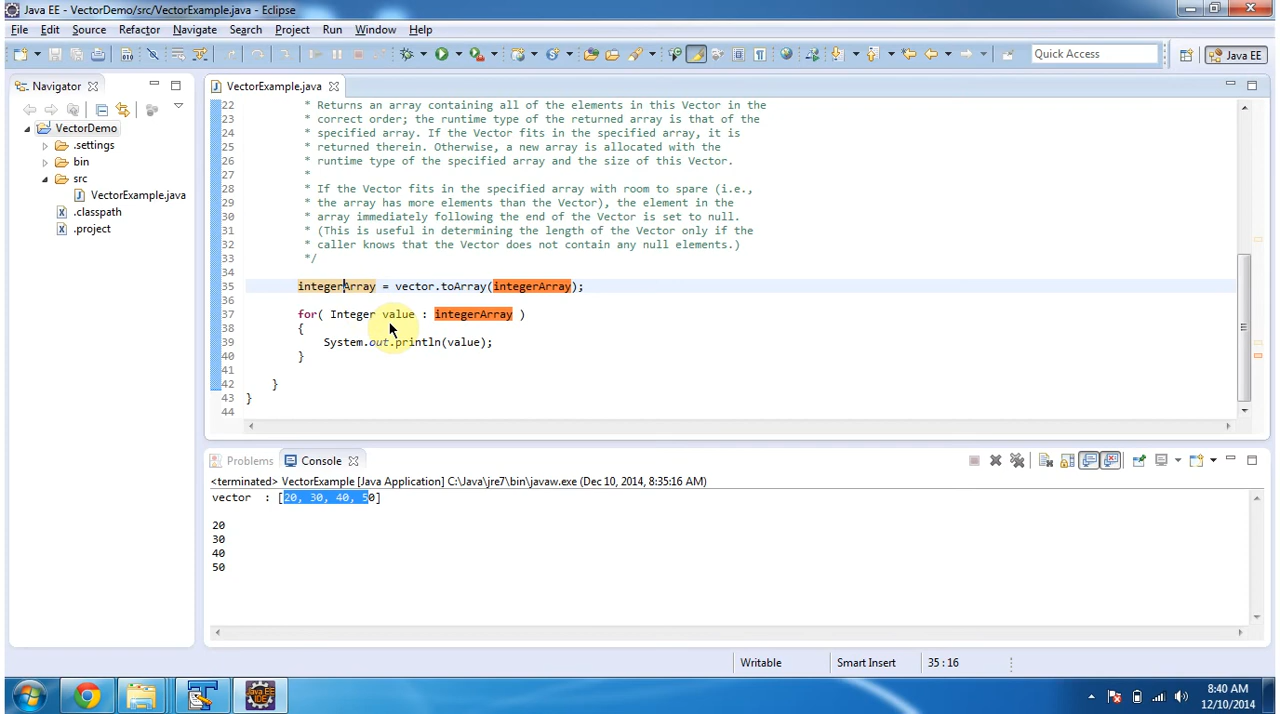 Java EE - VectorDemo/src/VectorExample.java - Eclipse
File Edit Source Refactor Navigate Search Project Run Window Help
Quick Access
Java EE
Navigator
VectorDemo
.settings
bin
src
VectorExample.java
.classpath
.project
VectorExample.java
22 * Returns an array containing all of the elements in this Vector in the
23 * correct order; the runtime type of the returned array is that of the
24 * specified array. If the Vector fits in the specified array, it is
25 * returned therein. Otherwise, a new array is allocated with the
26 * runtime type of the specified array and the size of this Vector.
27 *
28 * If the Vector fits in the specified array with room to spare (i.e.,
29 * the array has more elements than the Vector), the element in the
30 * array immediately following the end of the Vector is set to null.
31 * (This is useful in determining the length of the Vector only if the
32 * caller knows that the Vector does not contain any null elements.)
33 */
34
35 integerArray = vector.toArray(integerArray);
36
37 for( Integer value : integerArray )
38 {
39 System.out.println(value);
40 }
41
42 }
43 }
44
Problems Console
<terminated> VectorExample [Java Application] C:\Java\jre7\bin\javaw.exe (Dec 10, 2014, 8:35:16 AM)
vector : [20, 30, 40, 50]
20
30
40
50
Writable Smart Insert 35 : 16
Java EE
IDE
8:40 AM
12/10/2014